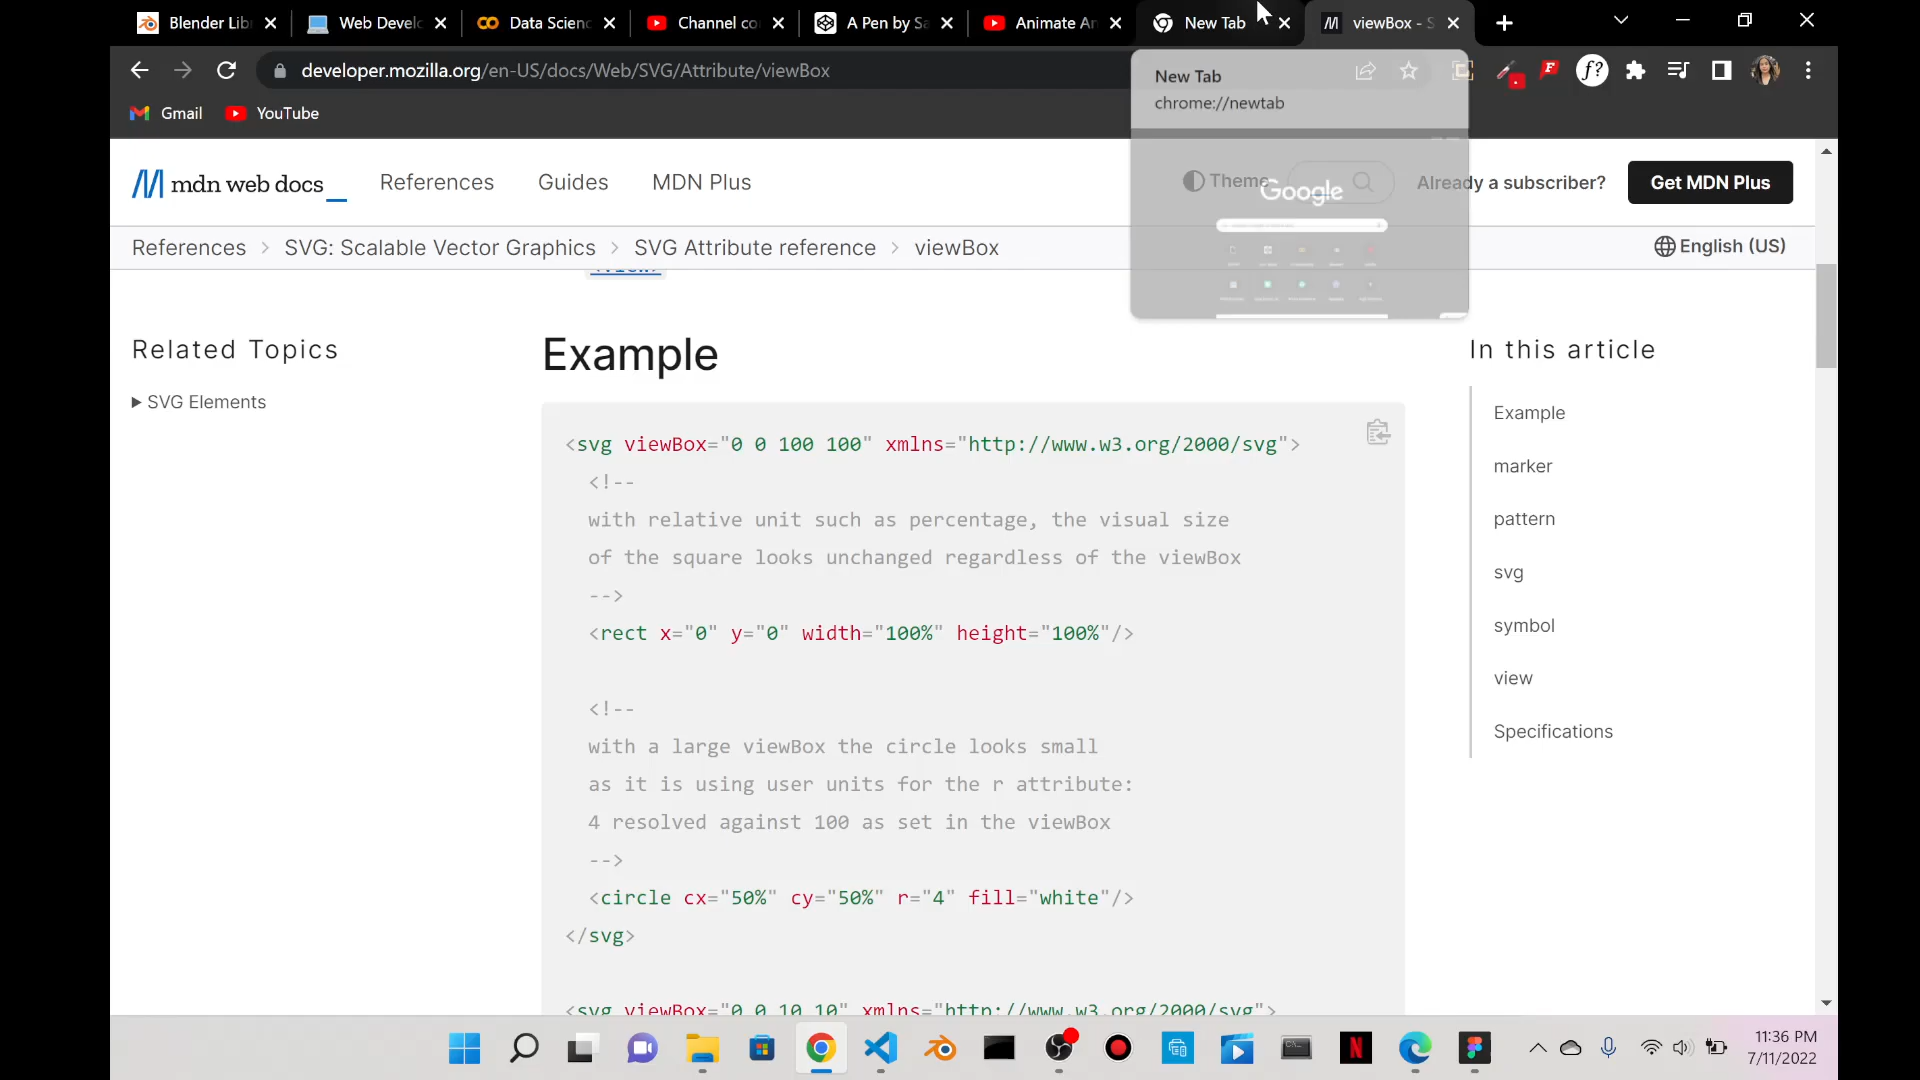 Blender Lib
Web Develo
Data Scienc
Channel co
A Pen by Sa
Animate An
New Tab
viewBox - S
developer.mozilla.org/en-US/docs/Web/SVG/Attribute/viewBox
New Tab
chrome://newtab
Gmail
YouTube
mdn web docs
References
Guides
MDN Plus
Theme
Google
Already a subscriber?
Get MDN Plus
References > SVG: Scalable Vector Graphics > SVG Attribute reference > viewBox
English (US)
Related Topics
SVG Elements
Example
<svg viewBox="0 0 100 100" xmlns="http://www.w3.org/2000/svg">
<!--
with relative unit such as percentage, the visual size
of the square looks unchanged regardless of the viewBox
-->
<rect x="0" y="0" width="100%" height="100%"/>
<!--
with a large viewBox the circle looks small
as it is using user units for the r attribute:
4 resolved against 100 as set in the viewBox
-->
<circle cx="50%" cy="50%" r="4" fill="white"/>
</svg>
<svg viewBox="0 0 10 10" xmlns="http://www.w3.org/2000/svg">
In this article
Example
marker
pattern
svg
symbol
view
Specifications
11:36 PM
7/11/2022